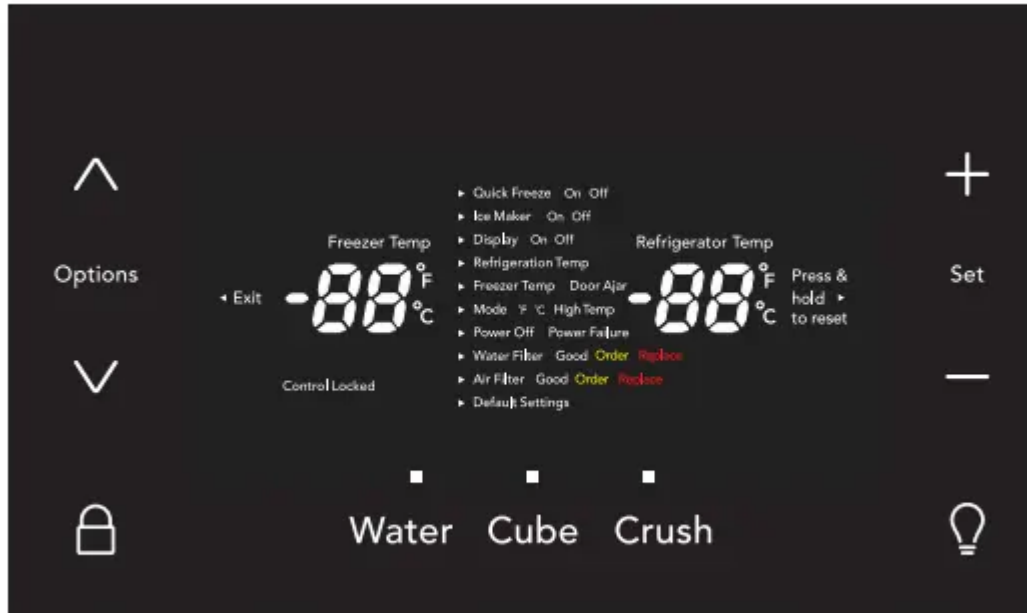 Options
◂ Exit
Freezer Temp
-88 °F °C
Control Locked
▸ Quick Freeze On Off
▸ Ice Maker On Off
▸ Display On Off
▸ Refrigeration Temp
▸ Freezer Temp Door Ajar
▸ Mode °F °C High Temp
▸ Power Off Power Failure
▸ Water Filter Good Order Replace
▸ Air Filter Good Order Replace
▸ Default Settings
Refrigerator Temp
-88 °F °C
Press &
hold ▸
to reset
Set
Water Cube Crush